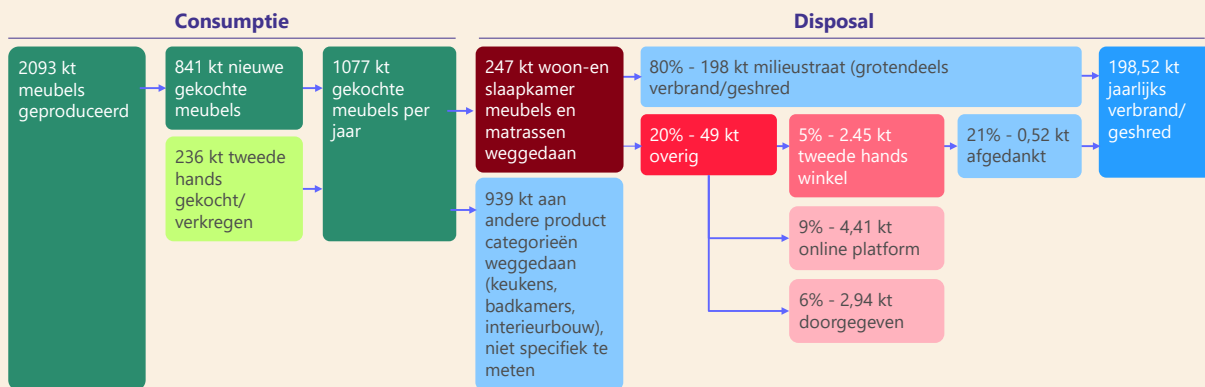 Consumptie
Disposal
2093 kt
meubels
geproduceerd
841 kt nieuwe
gekochte
meubels
236 kt tweede
hands
gekocht/
verkregen
1077 kt
gekochte
meubels per
jaar
247 kt woon-en
slaapkamer
meubels en
matrassen
weggedaan
939 kt aan
andere product
categorieën
weggedaan
(keukens,
badkamers,
interieurbouw),
niet specifiek te
meten
80% - 198 kt milieustraat (grotendeels
verbrand/geshred)
20% - 49 kt
overig
5% - 2.45 kt
tweede hands
winkel
21% - 0,52 kt
afgedankt
9% - 4,41 kt
online platform
6% - 2,94 kt
doorgegeven
198,52 kt
jaarlijks
verbrand/
geshred